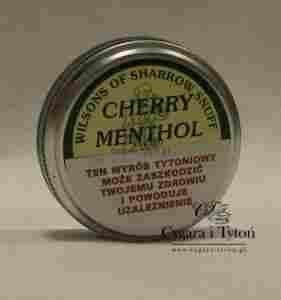 WILSONS OF SHARROW SNUFF
CHERRY
MENTHOL
TEN WYRÓB TYTONIOWY
MOŻE ZASZKODZIĆ
TWOJEMU ZDROWIU
I POWODUJE
UZALEŻNIENIE
Cygara i Tytoń